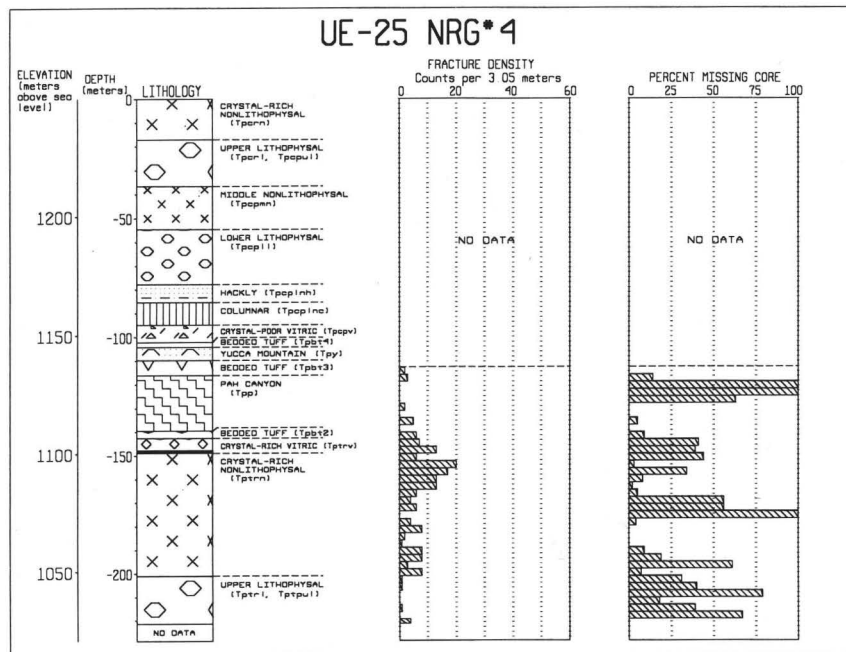 UE-25 NRG*4
ELEVATION
(meters
above sea
level)
DEPTH
(meters)
LITHOLOGY
FRACTURE DENSITY
Counts per 3.05 meters
0 20 40 60
PERCENT MISSING CORE
0 25 50 75 100
0
CRYSTAL-RICH
NONLITHOPHYSAL
(Tpcrn)
UPPER LITHOPHYSAL
(Tpcrl, Tpcpul)
MIDDLE NONLITHOPHYSAL
(Tpcpmn)
1200
-50
LOWER LITHOPHYSAL
(Tpcpll)
NO DATA
NO DATA
HACKLY (Tpcplnh)
COLUMNAR (Tpcplnc)
1150
-100
CRYSTAL-POOR VITRIC (Tpcpv)
BEDDED TUFF (Tpbt4)
YUCCA MOUNTAIN (Tpy)
BEDDED TUFF (Tpbt3)
PAH CANYON
(Tpp)
BEDDED TUFF (Tpbt2)
CRYSTAL-RICH VITRIC (Tptrv)
1100
-150
CRYSTAL-RICH
NONLITHOPHYSAL
(Tptrn)
1050
-200
UPPER LITHOPHYSAL
(Tptrl, Tptpul)
NO DATA